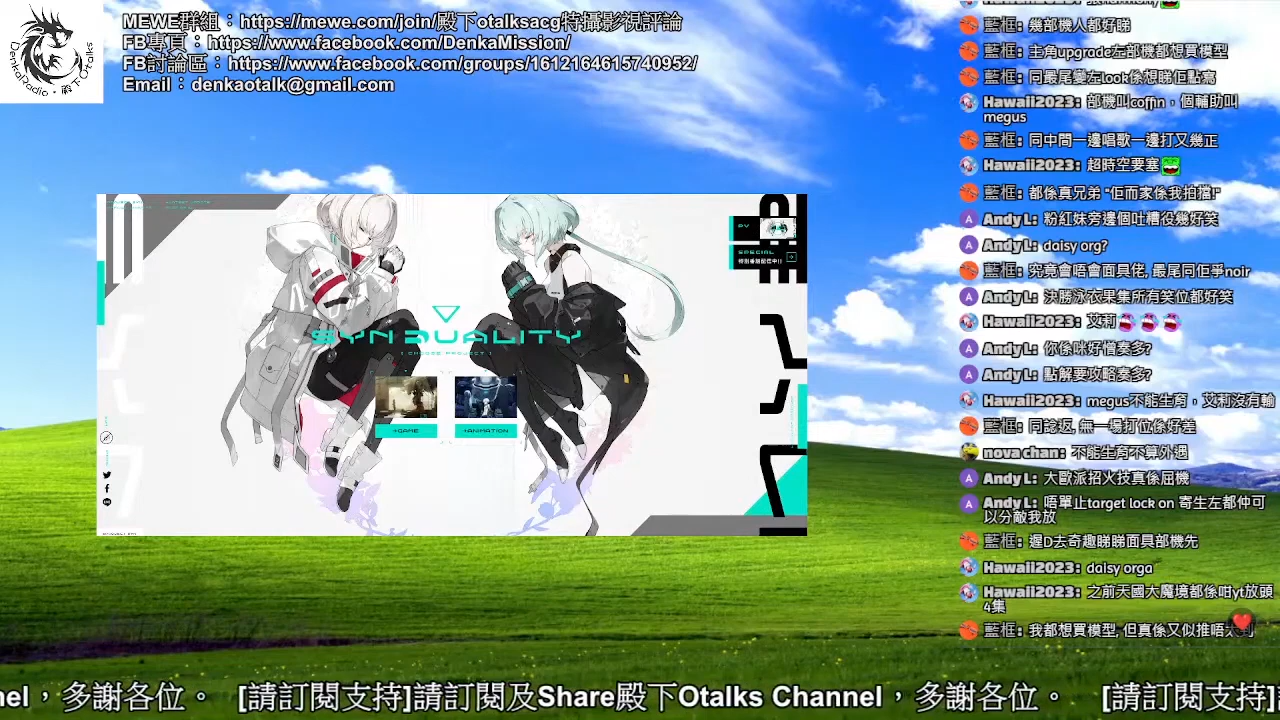 MEWE群組：https://mewe.com/join/殿下otalksacg特攝影視評論
FB專頁：https://www.facebook.com/DenkaMission/
FB討論區：https://www.facebook.com/groups/1612164615740952/
Email：denkaotalk@gmail.com
藍框: 幾部機人都好睇
藍框: 主角upgrade左部機都想買模型
藍框: 同最尾變左look係想睇佢點寫
Hawaii2023: 部機叫coffin，個輔助叫
megus
藍框: 同中間一邊唱歌一邊打又幾正
Hawaii2023: 超時空要塞
藍框: 都係真兄弟 "佢而家係我拍擋!"
Andy L: 粉紅妹旁邊個吐槽役幾好笑
Andy L: daisy org?
藍框: 究竟會唔會面具佬, 最尾同佢爭noir
Andy L: 決勝泳衣果集所有笑位都好笑
Hawaii2023: 艾莉
Andy L: 你係咪好憎奏多?
Andy L: 點解要攻略奏多?
Hawaii2023: megus不能生育，艾莉沒有輸
藍框: 同設返, 無一場打位係好差
nova chan: 不能生育不算外遇
Andy L: 大歐派招火技真係屈機
Andy L: 唔單止target lock on 寄生左都仲可
以分敵我放
藍框: 遲D去奇趣睇睇面具部機先
Hawaii2023: daisy orga
Hawaii2023: 之前天國大魔境都係咁yt放頭
4集
藍框: 我都想買模型, 但真係又似推唔
PV
SPECIAL
SYNDUALITY
[ CHOOSE PROJECT ]
GAME
ANIMATION
nel，多謝各位。 [請訂閱支持]請訂閱及Share殿下Otalks Channel，多謝各位。 [請訂閱支持]